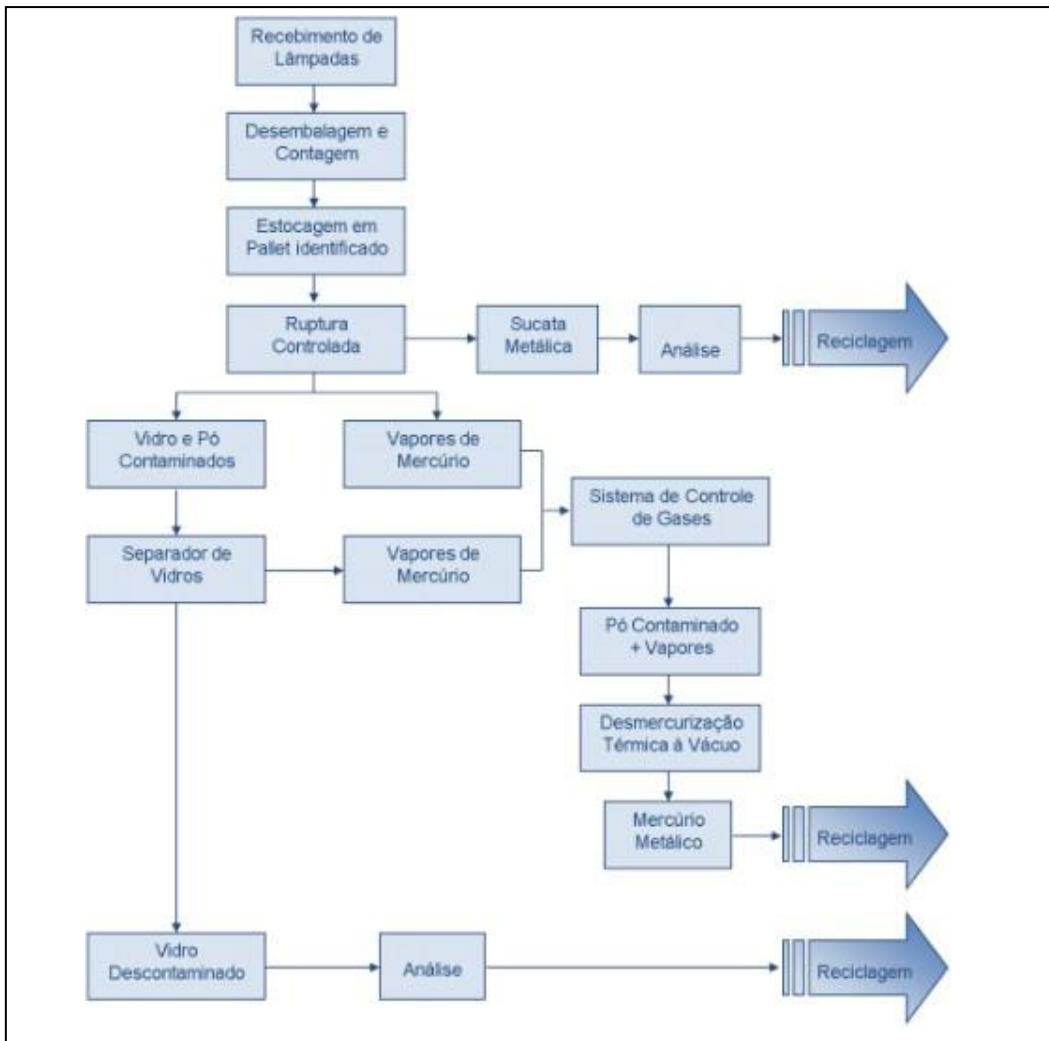 Recebimento de
Lâmpadas
Desembalagem e
Contagem
Estocagem em
Pallet identificado
Ruptura
Controlada
Sucata
Metálica
Análise
Reciclagem
Vidro e Pó
Contaminados
Vapores de
Mercúrio
Sistema de Controle
de Gases
Separador de
Vidros
Vapores de
Mercúrio
Pó Contaminado
+ Vapores
Desmercurização
Térmica à Vácuo
Mercúrio
Metálico
Reciclagem
Vidro
Descontaminado
Análise
Reciclagem